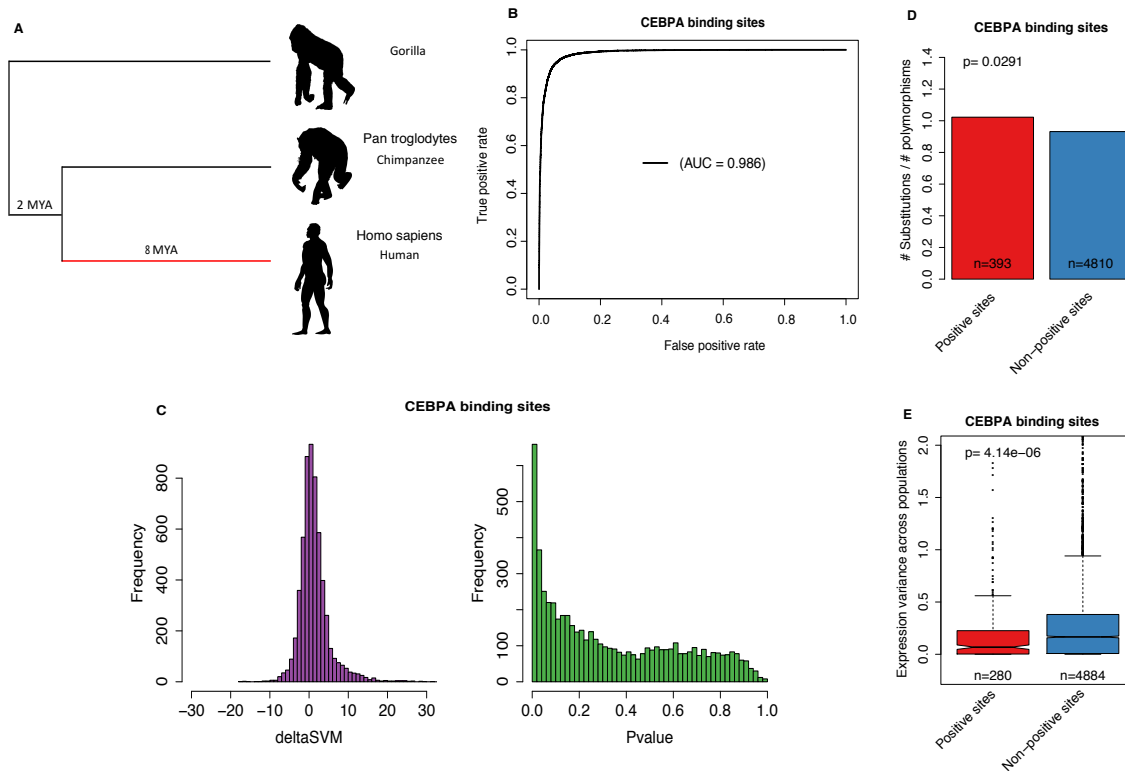 A
Gorilla
Pan troglodytes
Chimpanzee
2 MYA
Homo sapiens
8 MYA
Human
B
CEBPA binding sites
True positive rate
0.0
0.2
0.4
0.6
0.8
1.0
(AUC = 0.986)
0.0 0.2 0.4 0.6 0.8 1.0
False positive rate
C
CEBPA binding sites
Frequency
0 200 400 600 800
−30 −20 −10 0 10 20 30
deltaSVM
Frequency
0 100 300 500
0.0 0.2 0.4 0.6 0.8 1.0
Pvalue
D
CEBPA binding sites
p= 0.0291
# Substitutions / # polymorphisms
0.0 0.2 0.4 0.6 0.8 1.0 1.2 1.4
n=393
n=4810
Positive sites
Non−positive sites
E
CEBPA binding sites
p= 4.14e−06
Expression variance across populations
0.0 0.5 1.0 1.5 2.0
n=280
n=4884
Positive sites
Non−positive sites